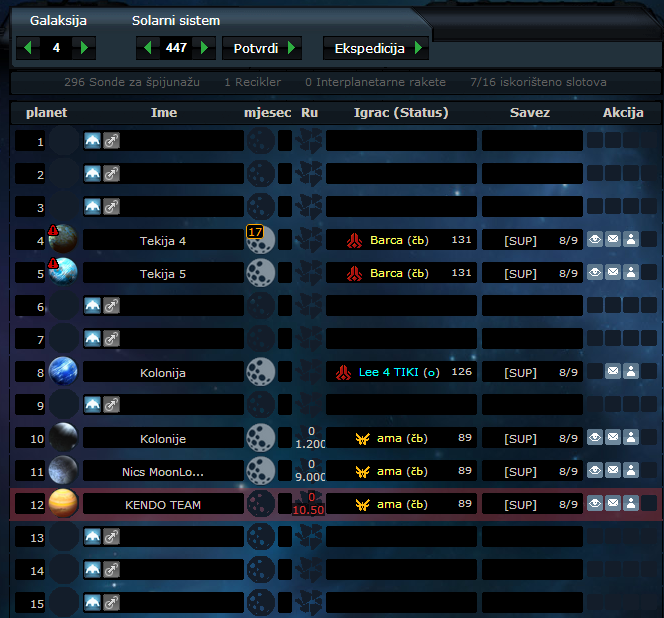 Galaksija Solarni sistem
4 447 Potvrdi Ekspedicija
296 Sonde za špijunažu 1 Recikler 0 Interplanetarne rakete 7/16 iskorišteno slotova
planet Ime mjesec Ru Igrac (Status) Savez Akcija
1
2
3
4 Tekija 4 17 Barca (čb) 131 [SUP] 8/9
5 Tekija 5 Barca (čb) 131 [SUP] 8/9
6
7
8 Kolonija Lee 4 TIKI (o) 126 [SUP] 8/9
9
0
10 Kolonije 1.200 ama (čb) 89 [SUP] 8/9
0
11 Nics MoonLo... 9.000 ama (čb) 89 [SUP] 8/9
0
12 KENDO TEAM 10.50 ama (čb) 89 [SUP] 8/9
13
14
15